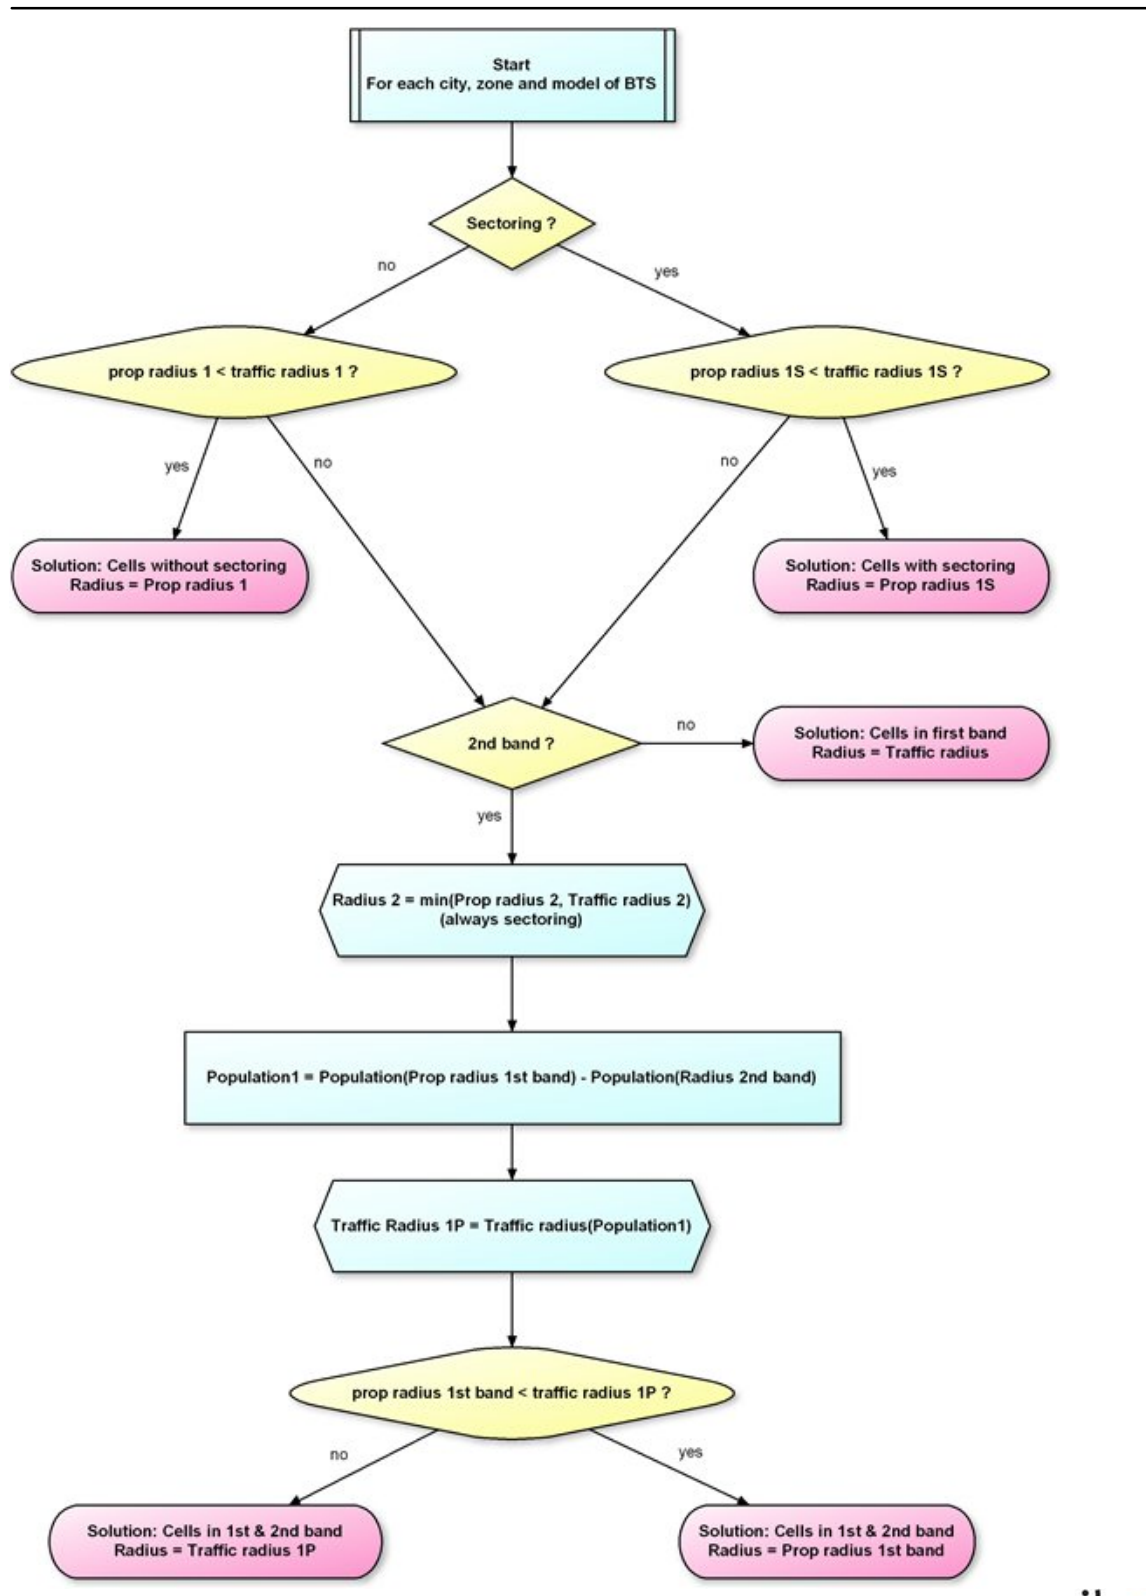 Start
For each city, zone and model of BTS
Sectoring ?
no
yes
prop radius 1 < traffic radius 1 ?
prop radius 1S < traffic radius 1S ?
yes
no
no
yes
Solution: Cells without sectoring
Radius = Prop radius 1
Solution: Cells with sectoring
Radius = Prop radius 1S
2nd band ?
no
Solution: Cells in first band
Radius = Traffic radius
yes
Radius 2 = min(Prop radius 2, Traffic radius 2)
(always sectoring)
Population1 = Population(Prop radius 1st band) - Population(Radius 2nd band)
Traffic Radius 1P = Traffic radius(Population1)
prop radius 1st band < traffic radius 1P ?
no
yes
Solution: Cells in 1st & 2nd band
Radius = Traffic radius 1P
Solution: Cells in 1st & 2nd band
Radius = Prop radius 1st band